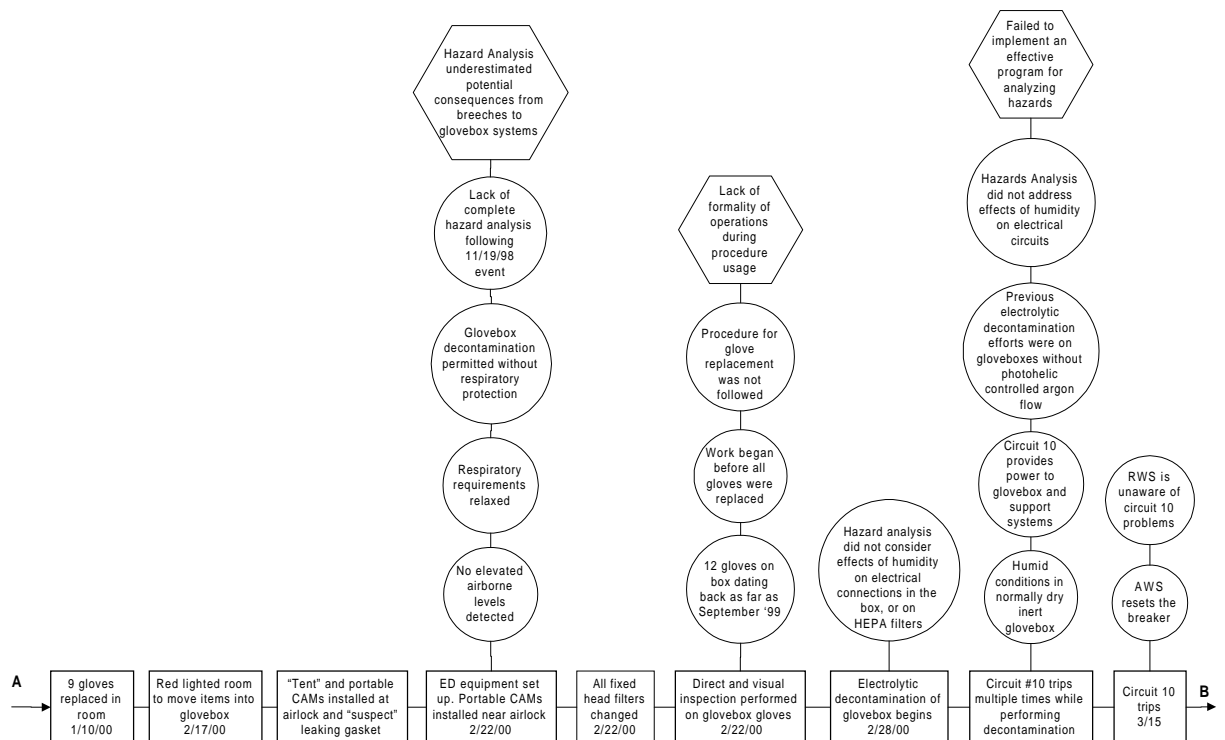 Hazard Analysis
underestimated
potential
consequences from
breeches to
glovebox systems
Lack of
complete
hazard analysis
following
11/19/98
event
Glovebox
decontamination
permitted without
respiratory
protection
Respiratory
requirements
relaxed
No elevated
airborne
levels
detected
Lack of
formality of
operations
during
procedure
usage
Procedure for
glove
replacement
was not
followed
Work began
before all
gloves were
replaced
12 gloves on
box dating
back as far as
September ‘99
Hazard analysis
did not consider
effects of humidity
on electrical
connections in the
box, or on
HEPA filters
Failed to
implement an
effective
program for
analyzing
hazards
Hazards Analysis
did not address
effects of humidity
on electrical
circuits
Previous
electrolytic
decontamination
efforts were on
gloveboxes without
photohelic
controlled argon
flow
Circuit 10
provides
power to
glovebox and
support
systems
Humid
conditions in
normally dry
inert
glovebox
RWS is
unaware of
circuit 10
problems
AWS
resets the
breaker
A
9 gloves
replaced in
room
1/10/00
Red lighted room
to move items into
glovebox
2/17/00
“Tent” and portable
CAMs installed at
airlock and “suspect”
leaking gasket
ED equipment set
up. Portable CAMs
installed near airlock
2/22/00
All fixed
head filters
changed
2/22/00
Direct and visual
inspection performed
on glovebox gloves
2/22/00
Electrolytic
decontamination of
glovebox begins
2/28/00
Circuit #10 trips
multiple times while
performing
decontamination
Circuit 10
trips
3/15
B